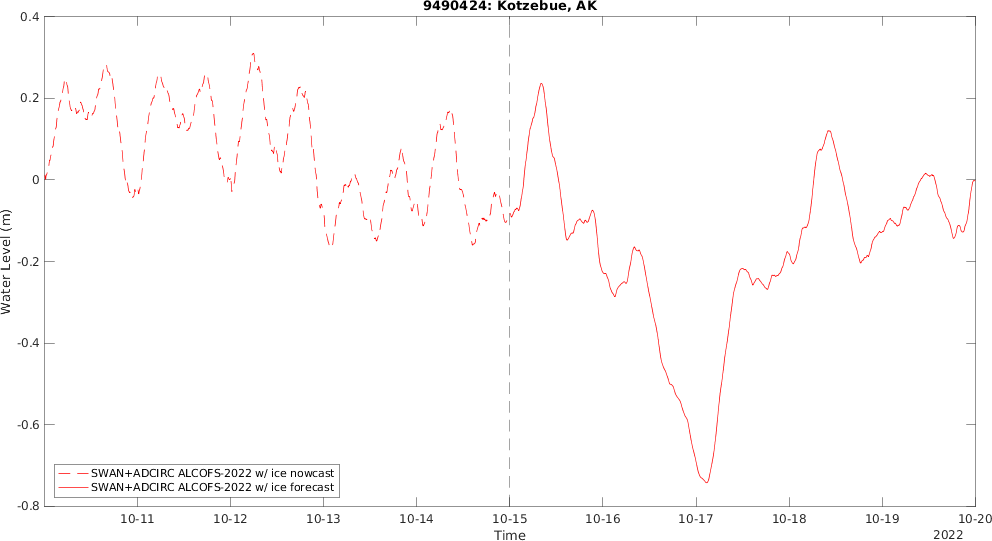 9490424: Kotzebue, AK
0.4
0.2
0
-0.2
-0.4
-0.6
-0.8
Water Level (m)
SWAN+ADCIRC ALCOFS-2022 w/ ice nowcast
SWAN+ADCIRC ALCOFS-2022 w/ ice forecast
10-11 10-12 10-13 10-14 10-15 10-16 10-17 10-18 10-19 10-20
Time
2022